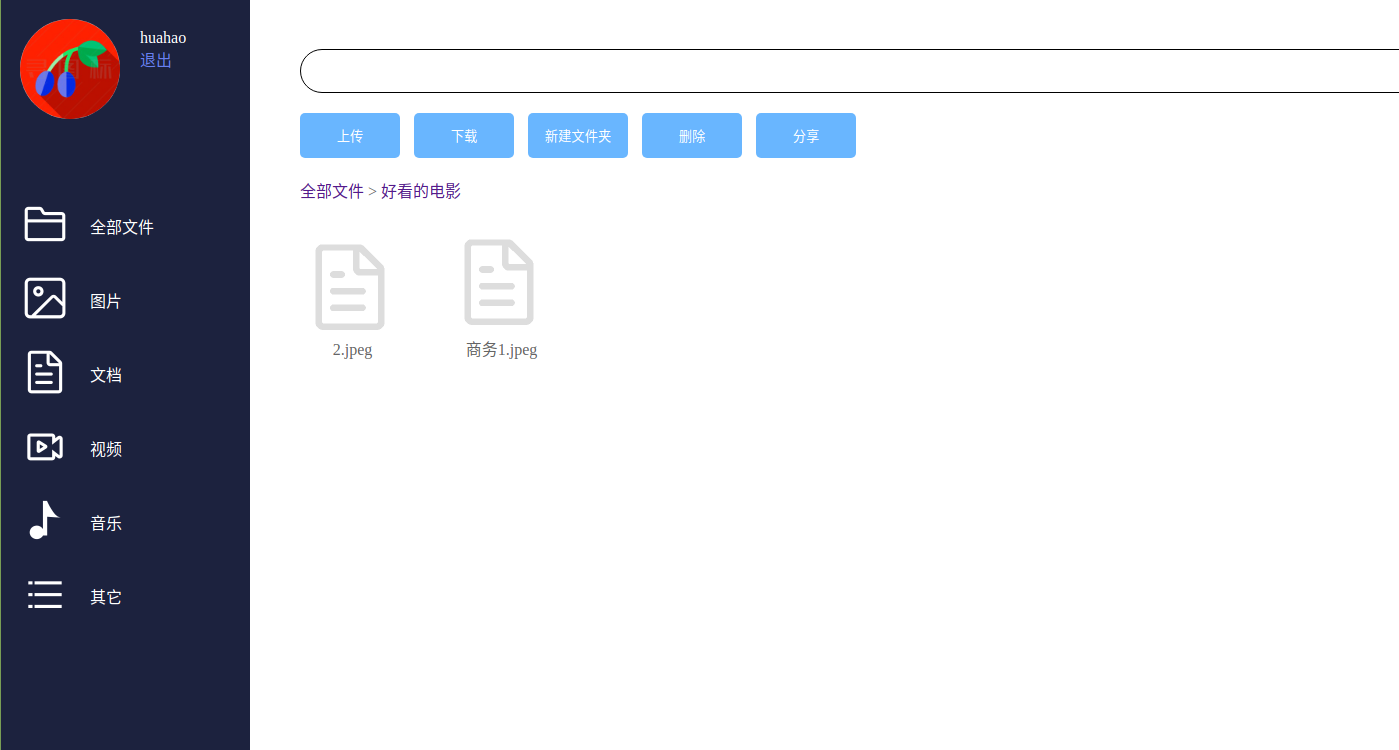 huahao
退出
上传
下载
新建文件夹
删除
分享
全部文件 > 好看的电影
全部文件
图片
文档
视频
音乐
其它
2.jpeg
商务1.jpeg